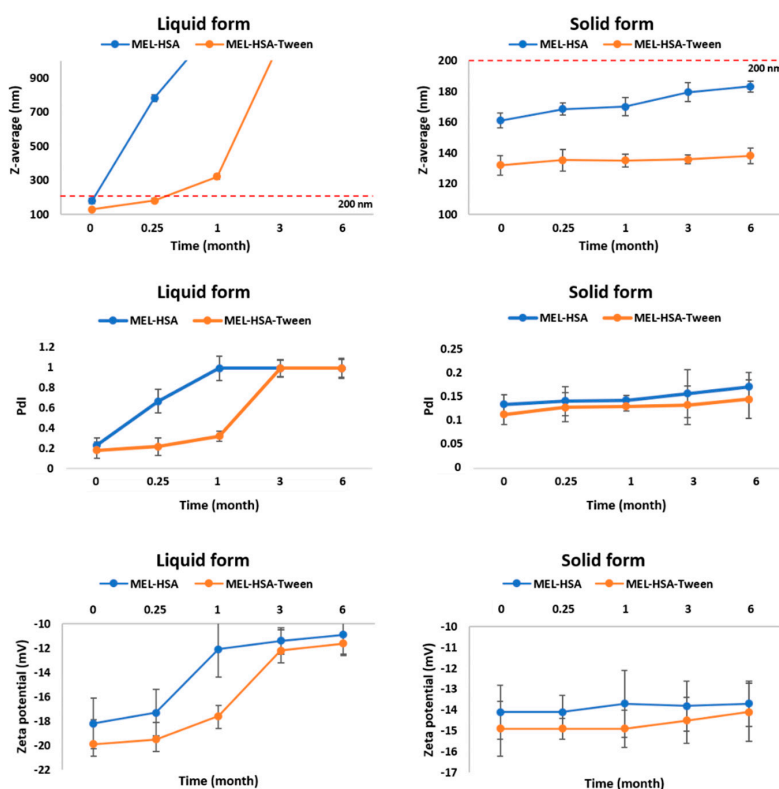 Liquid form
MEL-HSA MEL-HSA-Tween
Z-average (nm)
900
700
500
300
100
200 nm
0 0.25 1 3 6
Time (month)
Solid form
MEL-HSA MEL-HSA-Tween
Z-average (nm)
200
180
160
140
120
100
200 nm
0 0.25 1 3 6
Time (month)
Liquid form
MEL-HSA MEL-HSA-Tween
PdI
1.2
1
0.8
0.6
0.4
0.2
0
0 0.25 1 3 6
Time (month)
Solid form
MEL-HSA MEL-HSA-Tween
PdI
0.25
0.2
0.15
0.1
0.05
0
0 0.25 1 3 6
Time (month)
Liquid form
MEL-HSA MEL-HSA-Tween
0 0.25 1 3 6
Zeta potential (mV)
-10
-12
-14
-16
-18
-20
-22
Time (month)
Solid form
MEL-HSA MEL-HSA-Tween
0 0.25 1 3 6
Zeta potential (mV)
-10
-11
-12
-13
-14
-15
-16
-17
Time (month)